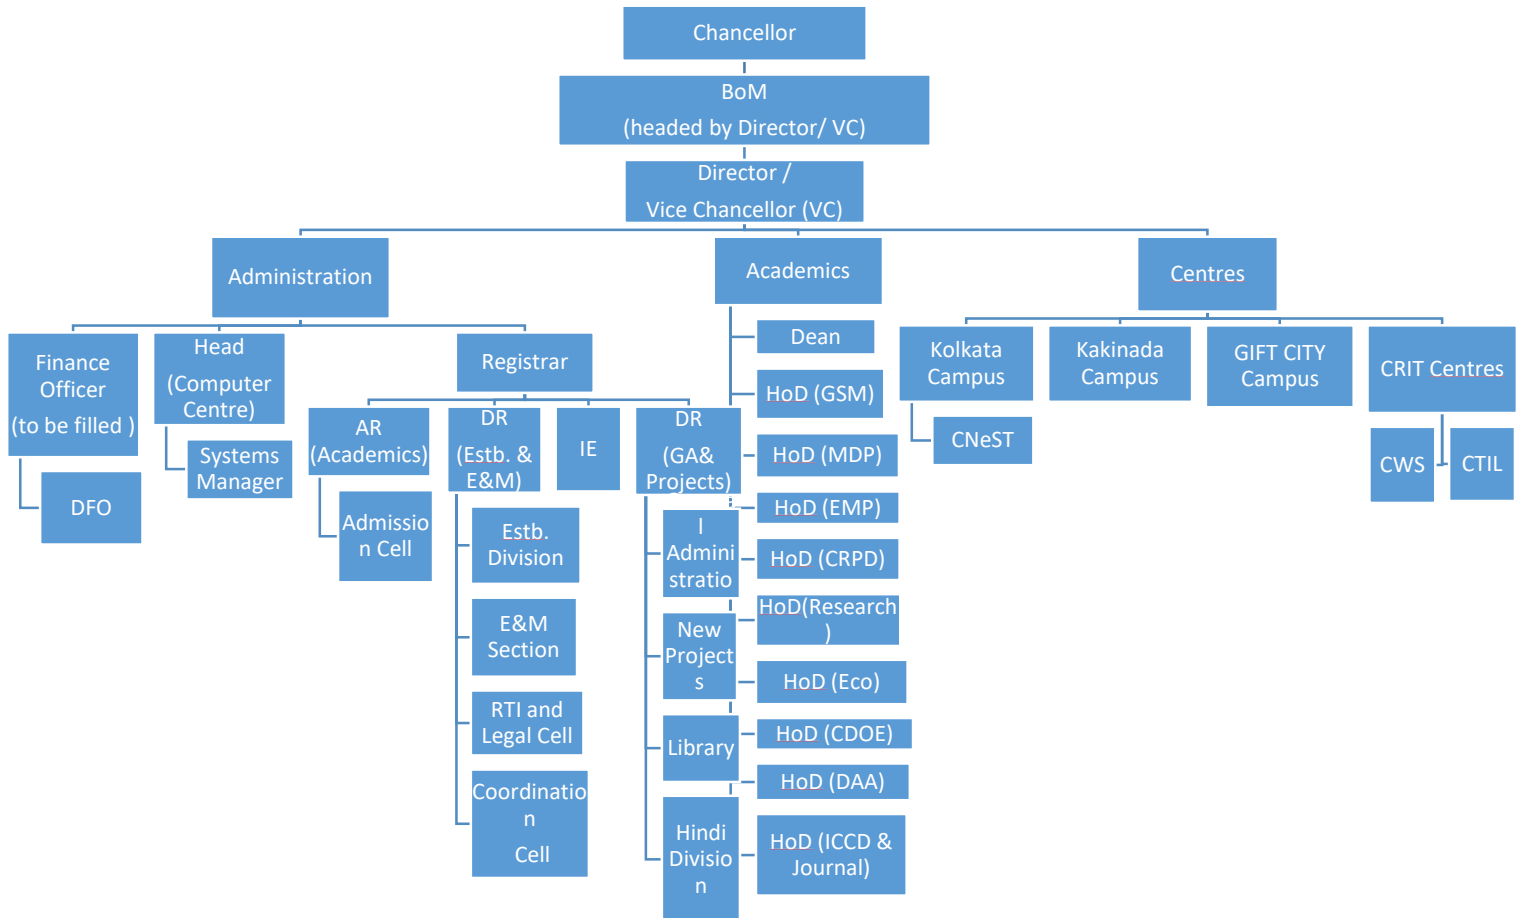 Chancellor
BoM
(headed by Director/ VC)
Director /
Vice Chancellor (VC)
Administration
Academics
Centres
Finance
Officer
(to be filled )
DFO
Head
(Computer
Centre)
Systems
Manager
Registrar
AR
(Academics)
Admissio
n Cell
DR
(Estb. &
E&M)
Estb.
Division
E&M
Section
RTI and
Legal Cell
Coordinatio
n
Cell
IE
DR
(GA&
Projects)
l
Admini
stratio
New
Project
s
Library
Hindi
Divisio
n
Dean
HoD (GSM)
HoD (MDP)
HoD (EMP)
HoD (CRPD)
HoD(Research
)
HoD (Eco)
HoD (CDOE)
HoD (DAA)
HoD (ICCD &
Journal)
Kolkata
Campus
CNeST
Kakinada
Campus
GIFT CITY
Campus
CRIT Centres
CWS
CTIL